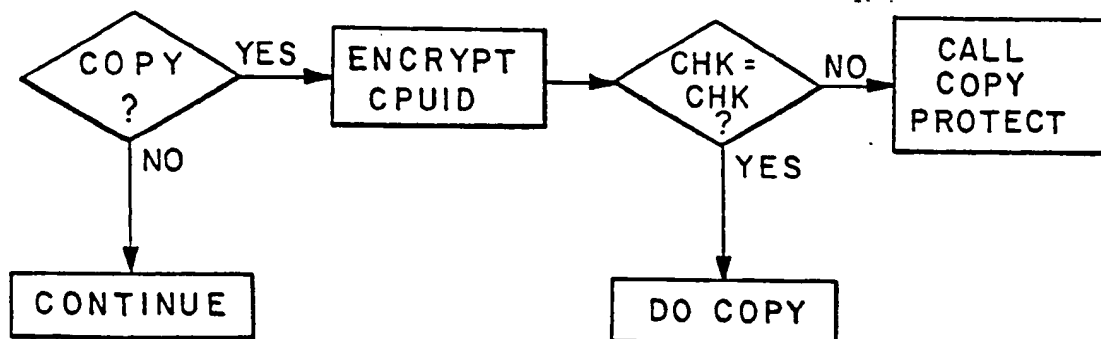 COPY
?
YES
NO
ENCRYPT
CPUID
CHK =
CHK
?
NO
YES
CALL
COPY
PROTECT
CONTINUE
DO COPY